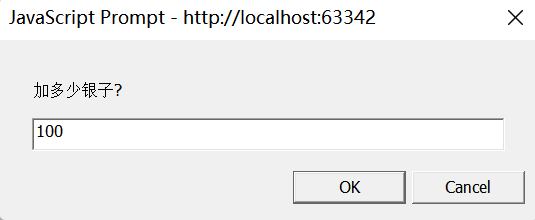 JavaScript Prompt - http://localhost:63342
加多少银子?
100
OK
Cancel